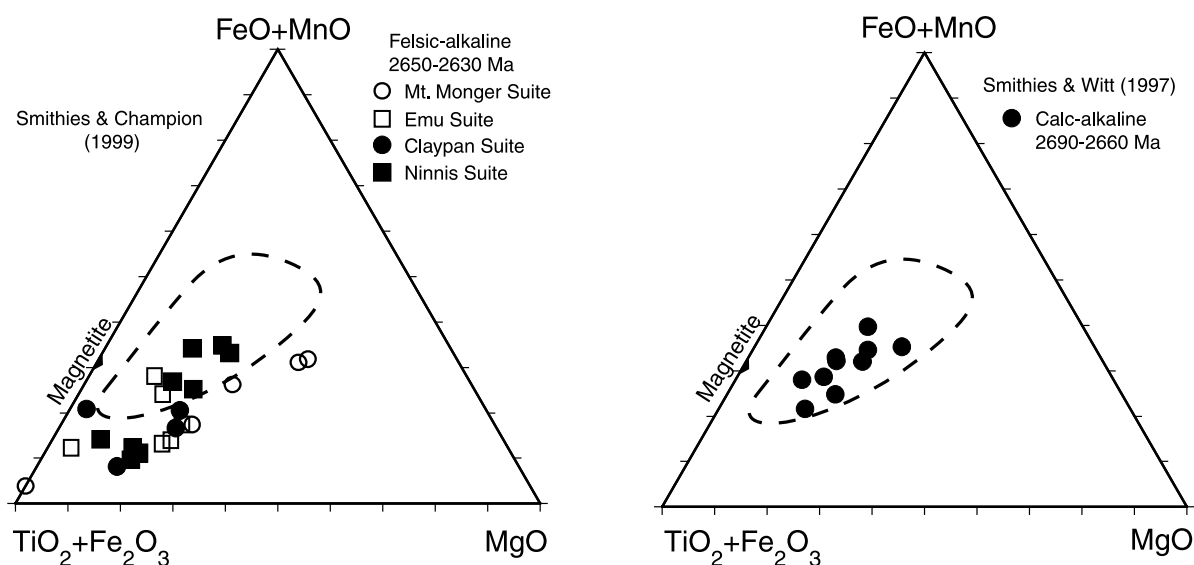 FeO+MnO
Felsic-alkaline
2650-2630 Ma
Mt. Monger Suite
Emu Suite
Claypan Suite
Ninnis Suite
Smithies & Champion
(1999)
Magnetite
TiO2+Fe2O3
MgO
FeO+MnO
Smithies & Witt (1997)
Calc-alkaline
2690-2660 Ma
Magnetite
TiO2+Fe2O3
MgO